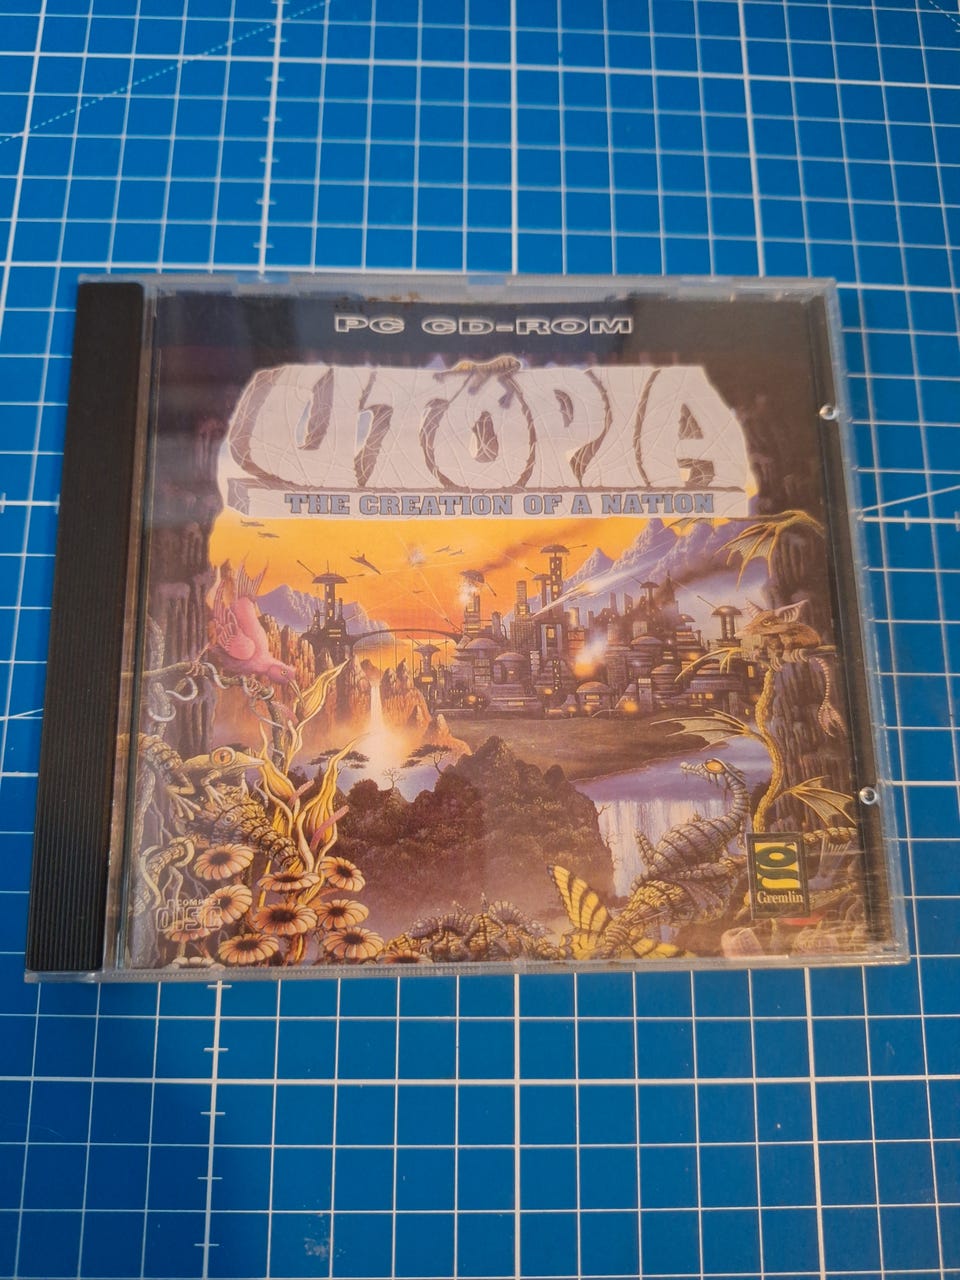 PC CD-ROM
UTOPIA
THE CREATION OF A NATION
COMPACT
disc
Gremlin